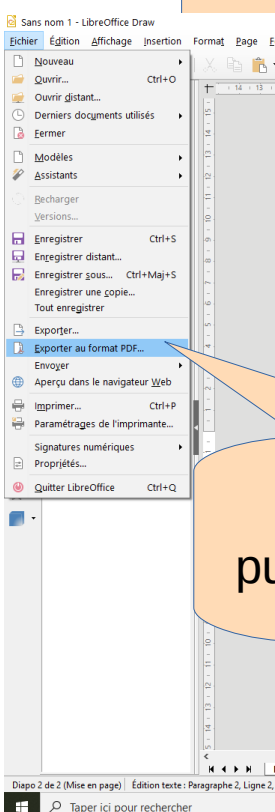 Sans nom 1 - LibreOffice Draw
Fichier Édition Affichage Insertion Format Page
Nouveau
Ouvrir... Ctrl+O
Ouvrir distant...
Derniers documents utilisés
Fermer
Modèles
Assistants
Recharger
Versions...
Enregistrer Ctrl+S
Enregistrer distant...
Enregistrer sous... Ctrl+Maj+S
Enregistrer une copie...
Tout enregistrer
Exporter...
Exporter au format PDF...
Envoyer
Aperçu dans le navigateur Web
Imprimer... Ctrl+P
Paramétrages de l'imprimante...
Signatures numériques
Propriétés...
Quitter LibreOffice Ctrl+Q
pu
Diapo 2 de 2 (Mise en page) Édition texte : Paragraphe 2, Ligne 2,
Taper ici pour rechercher